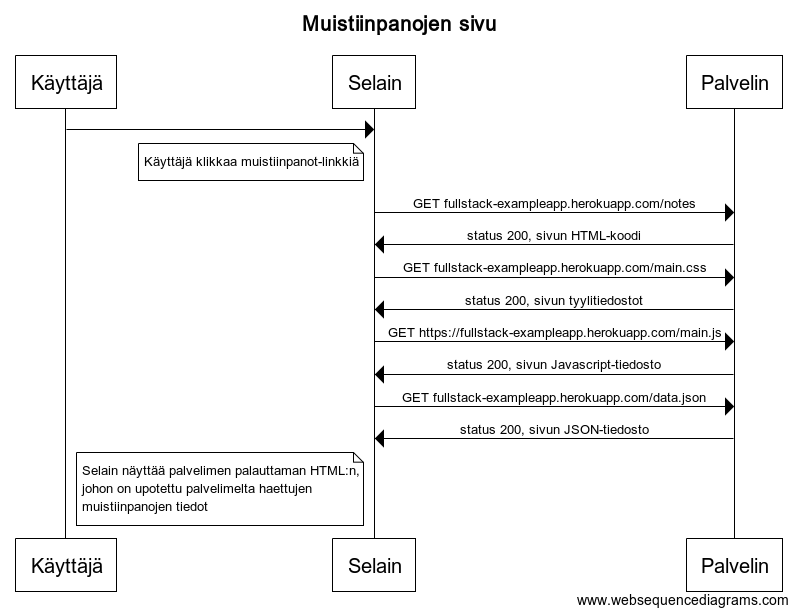 Muistiinpanojen sivu
Käyttäjä
Selain
Palvelin
Käyttäjä klikkaa muistiinpanot-linkkiä
GET fullstack-exampleapp.herokuapp.com/notes
status 200, sivun HTML-koodi
GET fullstack-exampleapp.herokuapp.com/main.css
status 200, sivun tyylitiedostot
GET https://fullstack-exampleapp.herokuapp.com/main.js
status 200, sivun Javascript-tiedosto
GET fullstack-exampleapp.herokuapp.com/data.json
status 200, sivun JSON-tiedosto
Selain näyttää palvelimen palauttaman HTML:n,
johon on upotettu palvelimelta haettujen
muistiinpanojen tiedot
Käyttäjä
Selain
Palvelin
www.websequencediagrams.com